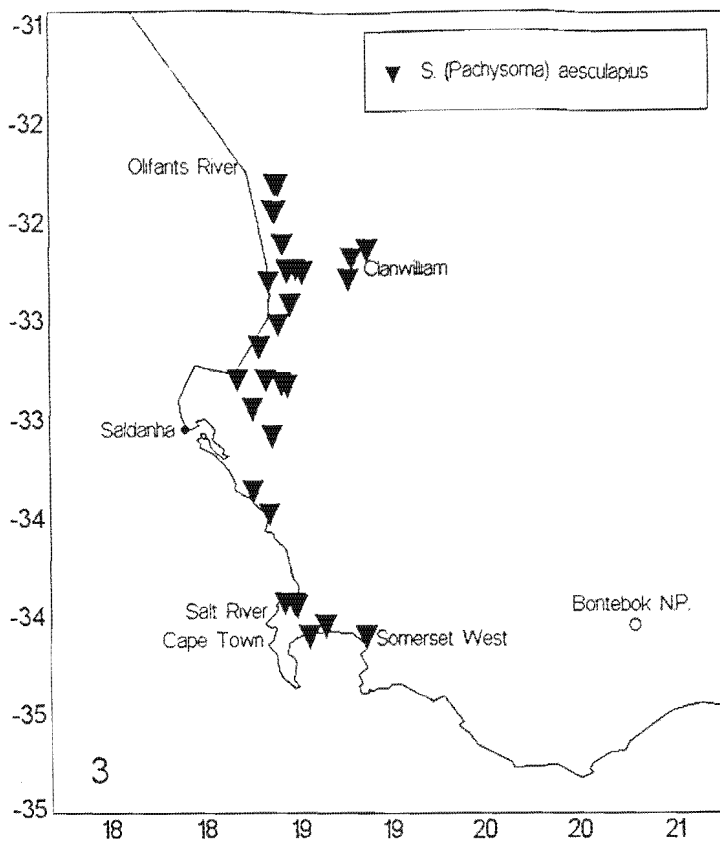 -31
S. (Pachysoma) aesculapius
-32
Olifants River
-32
Clanwilliam
-33
-33
Saldanha
-34
Bontebok N.P.
Salt River
-34
Cape Town
Somerset West
-35
3
-35
18 18 19 19 20 20 21